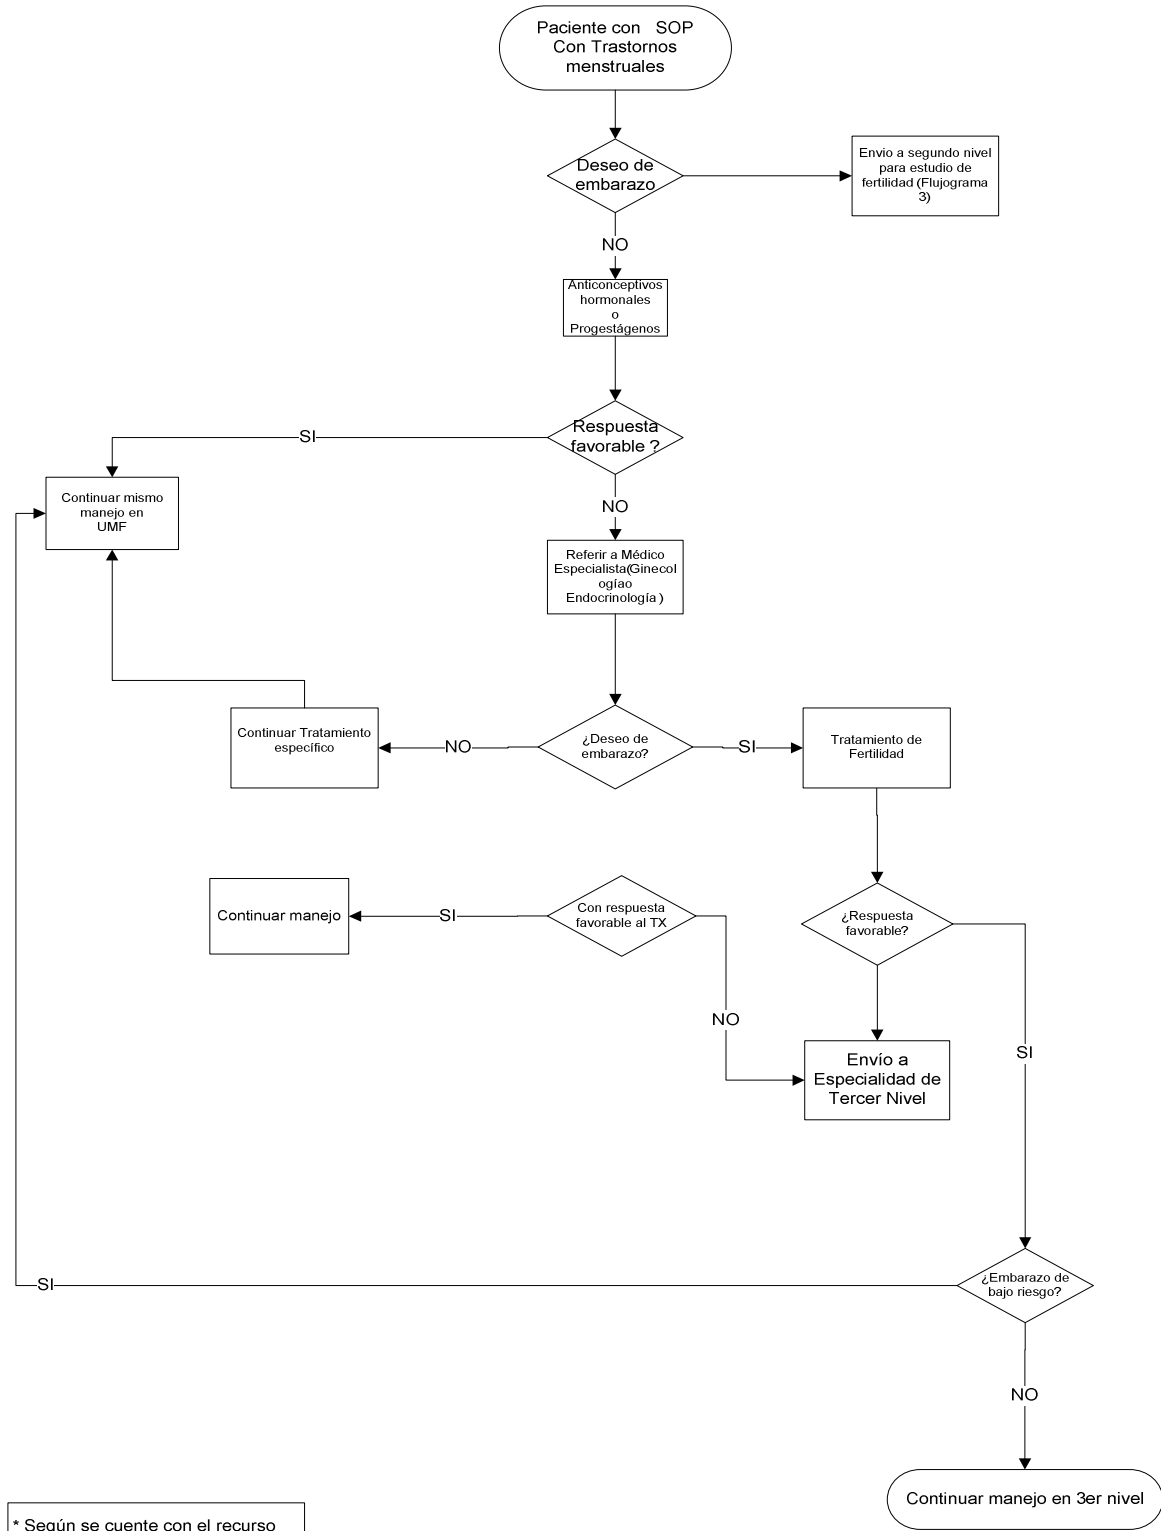 Paciente con SOP
Con Trastornos
menstruales
Deseo de
embarazo
Envio a segundo nivel
para estudio de
fertilidad (Flujograma
3)
NO
Anticonceptivos
hormonales
o
Progestágenos
Respuesta
favorable ?
SI
NO
Continuar mismo
manejo en
UMF
Referir a Médico
Especialista(Ginecol
ogíao
Endocrinología )
Continuar Tratamiento
específico
NO
¿Deseo de
embarazo?
SI
Tratamiento de
Fertilidad
Continuar manejo
SI
Con respuesta
favorable al TX
¿Respuesta
favorable?
NO
SI
Envío a
Especialidad de
Tercer Nivel
SI
¿Embarazo de
bajo riesgo?
NO
Continuar manejo en 3er nivel
* Según se cuente con el recurso